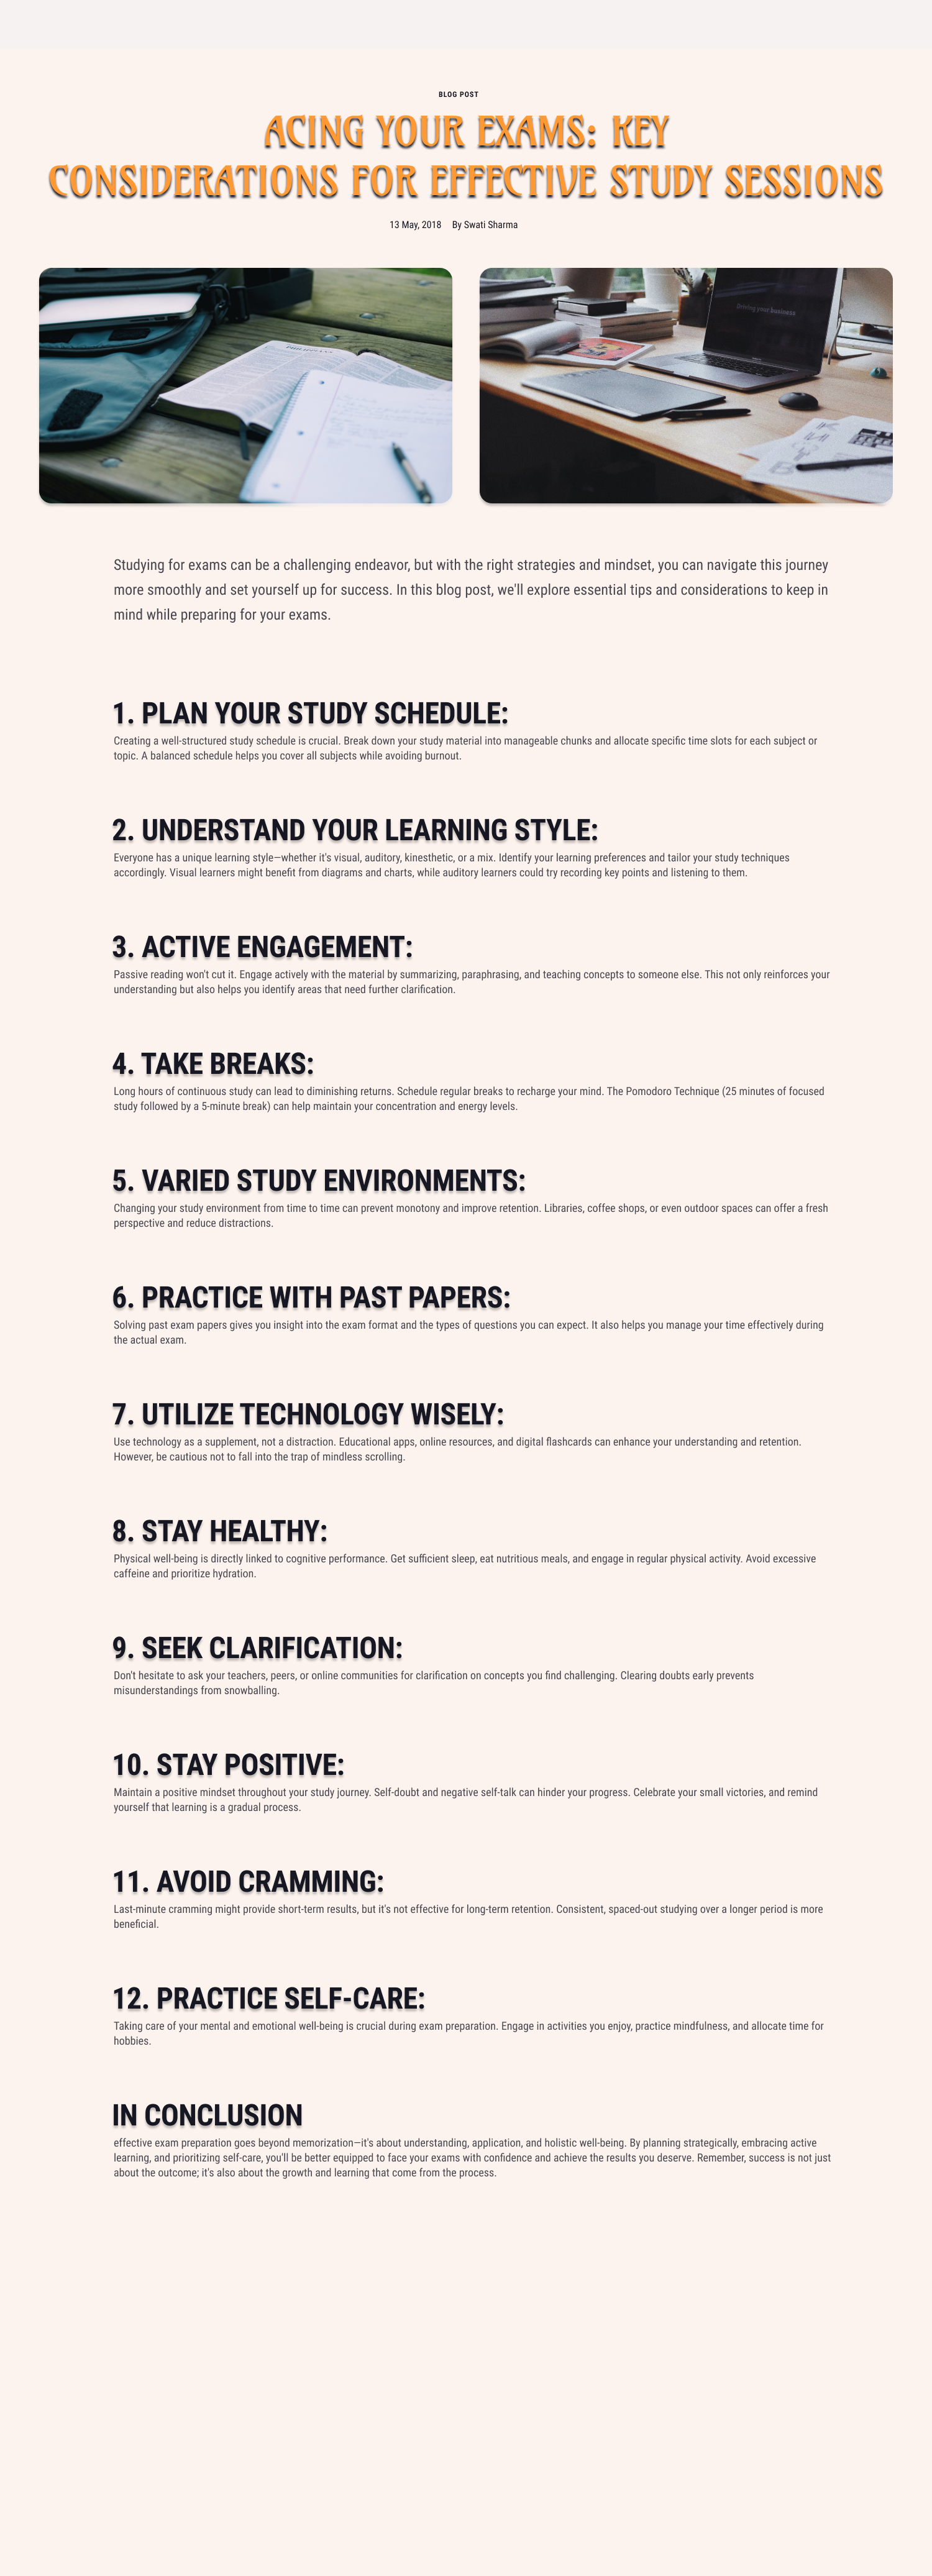 BLOG POST
ACING YOUR EXAMS: KEY
CONSIDERATIONS FOR EFFECTIVE STUDY SESSIONS
13 May, 2018 By Swati Sharma
Driving your business
Studying for exams can be a challenging endeavor, but with the right strategies and mindset, you can navigate this journey
more smoothly and set yourself up for success. In this blog post, we'll explore essential tips and considerations to keep in
mind while preparing for your exams.
1. PLAN YOUR STUDY SCHEDULE:
Creating a well-structured study schedule is crucial. Break down your study material into manageable chunks and allocate specific time slots for each subject or
topic. A balanced schedule helps you cover all subjects while avoiding burnout.
2. UNDERSTAND YOUR LEARNING STYLE:
Everyone has a unique learning style—whether it's visual, auditory, kinesthetic, or a mix. Identify your learning preferences and tailor your study techniques
accordingly. Visual learners might benefit from diagrams and charts, while auditory learners could try recording key points and listening to them.
3. ACTIVE ENGAGEMENT:
Passive reading won't cut it. Engage actively with the material by summarizing, paraphrasing, and teaching concepts to someone else. This not only reinforces your
understanding but also helps you identify areas that need further clarification.
4. TAKE BREAKS:
Long hours of continuous study can lead to diminishing returns. Schedule regular breaks to recharge your mind. The Pomodoro Technique (25 minutes of focused
study followed by a 5-minute break) can help maintain your concentration and energy levels.
5. VARIED STUDY ENVIRONMENTS:
Changing your study environment from time to time can prevent monotony and improve retention. Libraries, coffee shops, or even outdoor spaces can offer a fresh
perspective and reduce distractions.
6. PRACTICE WITH PAST PAPERS:
Solving past exam papers gives you insight into the exam format and the types of questions you can expect. It also helps you manage your time effectively during
the actual exam.
7. UTILIZE TECHNOLOGY WISELY:
Use technology as a supplement, not a distraction. Educational apps, online resources, and digital flashcards can enhance your understanding and retention.
However, be cautious not to fall into the trap of mindless scrolling.
8. STAY HEALTHY:
Physical well-being is directly linked to cognitive performance. Get sufficient sleep, eat nutritious meals, and engage in regular physical activity. Avoid excessive
caffeine and prioritize hydration.
9. SEEK CLARIFICATION:
Don't hesitate to ask your teachers, peers, or online communities for clarification on concepts you find challenging. Clearing doubts early prevents
misunderstandings from snowballing.
10. STAY POSITIVE:
Maintain a positive mindset throughout your study journey. Self-doubt and negative self-talk can hinder your progress. Celebrate your small victories, and remind
yourself that learning is a gradual process.
11. AVOID CRAMMING:
Last-minute cramming might provide short-term results, but it's not effective for long-term retention. Consistent, spaced-out studying over a longer period is more
beneficial.
12. PRACTICE SELF-CARE:
Taking care of your mental and emotional well-being is crucial during exam preparation. Engage in activities you enjoy, practice mindfulness, and allocate time for
hobbies.
IN CONCLUSION
effective exam preparation goes beyond memorization—it's about understanding, application, and holistic well-being. By planning strategically, embracing active
learning, and prioritizing self-care, you'll be better equipped to face your exams with confidence and achieve the results you deserve. Remember, success is not just
about the outcome; it's also about the growth and learning that come from the process.